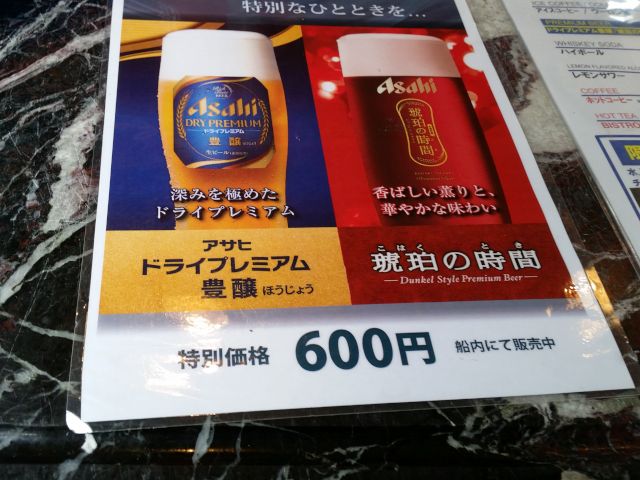 特別なひとときを…
Asahi
DRY PREMIUM
ドライプレミアム
豊醸
深みを極めた
ドライプレミアム
アサヒ
ドライプレミアム
豊醸 ほうじょう
Asahi
琥珀の時間
香ばしい薫りと、
華やかな味わい
こはく とき
琥珀の時間
Dunkel Style Premium Beer
特別価格 600円 船内にて販売中
WHISKEY SODA
ハイボール
レモンサワー
COFFEE
ホットコーヒー
HOT TEA
BISTRO